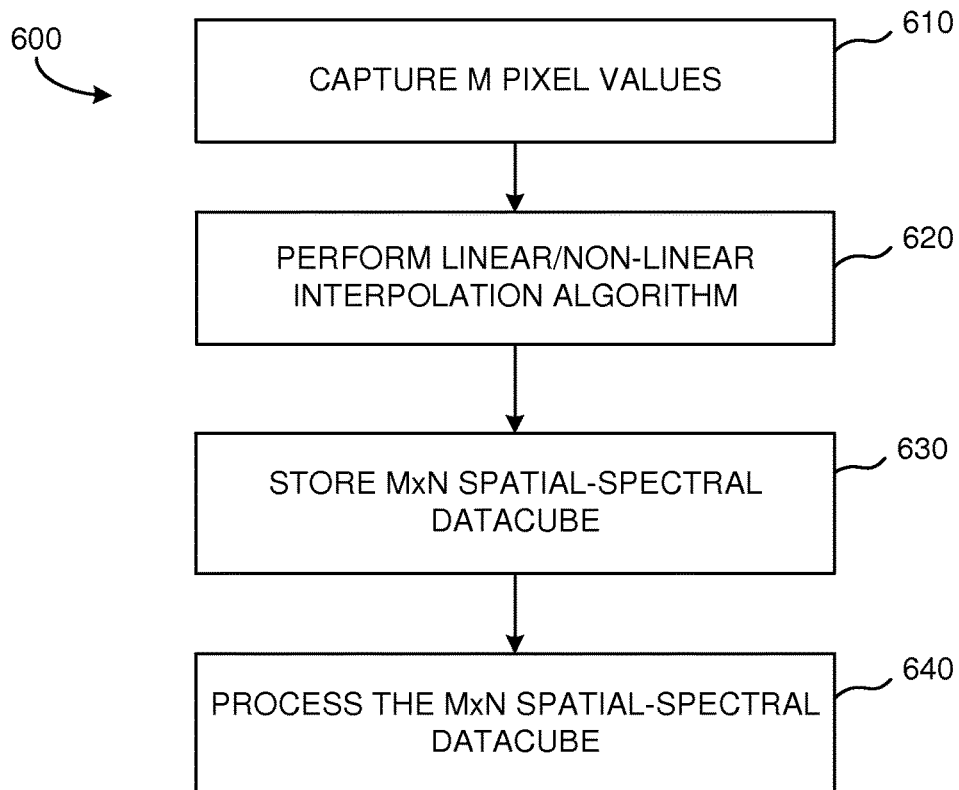 600
610
CAPTURE M PIXEL VALUES
620
PERFORM LINEAR/NON-LINEAR
INTERPOLATION ALGORITHM
630
STORE MxN SPATIAL-SPECTRAL
DATACUBE
640
PROCESS THE MxN SPATIAL-SPECTRAL
DATACUBE